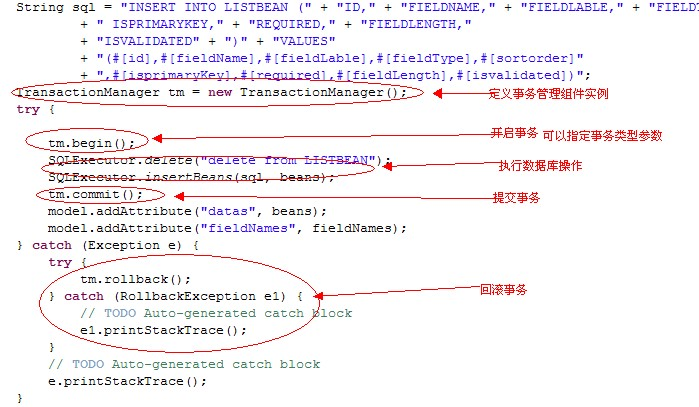 String sql = "INSERT INTO LISTBEAN (" + "ID," + "FIELDNAME," + "FIELDLABLE," + "FIELDT
+ " ISPRIMARYKEY," + "REQUIRED," + "FIELDLENGTH,"
+ "ISVALIDATED" + ")" + "VALUES"
+ "(#[id],#[fieldName],#[fieldLable],#[fieldType],#[sortorder]"
+ ",#[isprimaryKey],#[required],#[fieldLength],#[isvalidated])";
TransactionManager tm = new TransactionManager(); 定义事务管理组件实例
try {
tm.begin(); 开启事务 可以指定事务类型参数
SQLExecutor.delete("delete from LISTBEAN"); 执行数据库操作
SQLExecutor.insertBeans(sql, beans);
tm.commit(); 提交事务
model.addAttribute("datas", beans);
model.addAttribute("fieldNames", fieldNames);
} catch (Exception e) {
try {
tm.rollback();
} catch (RollbackException e1) { 回滚事务
// TODO Auto-generated catch block
e1.printStackTrace();
}
// TODO Auto-generated catch block
e.printStackTrace();
}